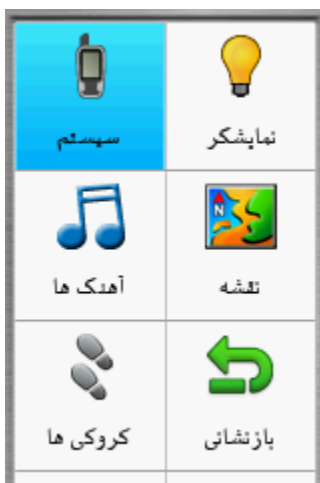 سیستم
نمایشگر
آهنگ ها
نقشه
کروکی ها
بازنشانی